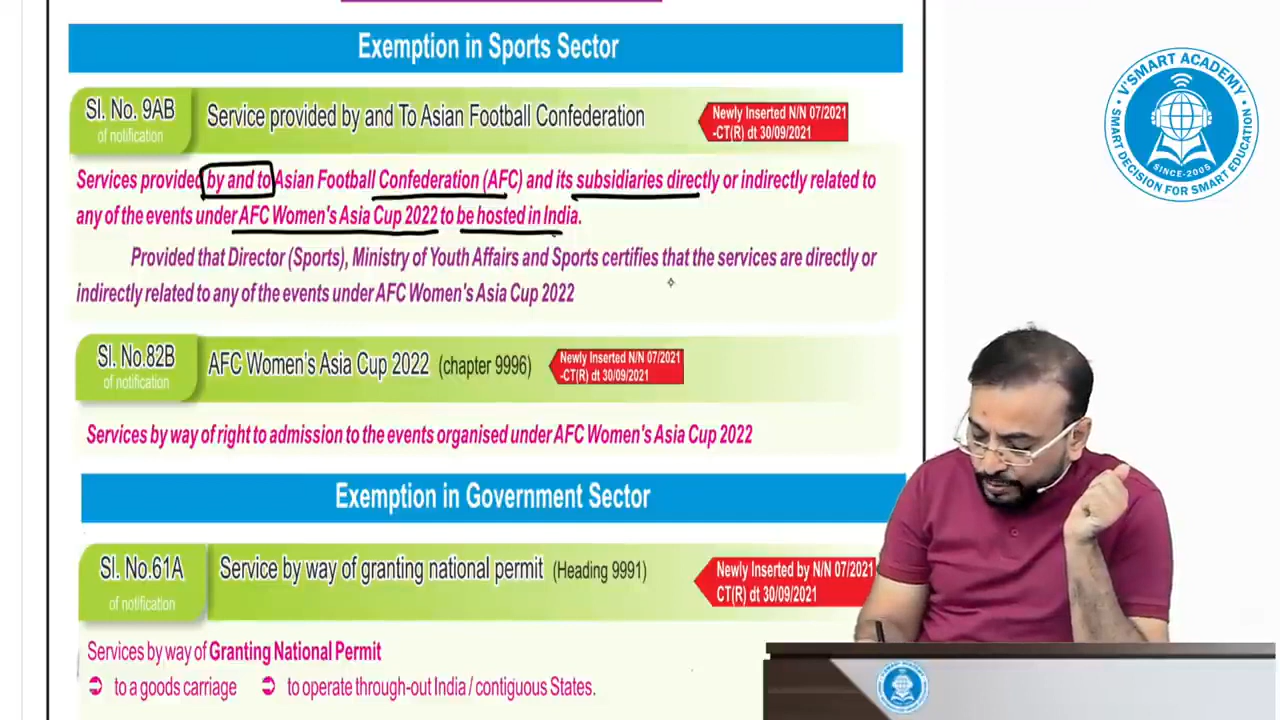 Exemption in Sports Sector
Sl. No. 9AB
of notification
Service provided by and To Asian Football Confederation
Newly Inserted N/N 07/2021
-CT(R) dt 30/09/2021
Services provided by and to Asian Football Confederation (AFC) and its subsidiaries directly or indirectly related to
any of the events under AFC Women's Asia Cup 2022 to be hosted in India.
Provided that Director (Sports), Ministry of Youth Affairs and Sports certifies that the services are directly or
indirectly related to any of the events under AFC Women's Asia Cup 2022
Sl. No.82B
of notification
AFC Women's Asia Cup 2022 (chapter 9996)
Newly Inserted N/N 07/2021
-CT(R) dt 30/09/2021
Services by way of right to admission to the events organised under AFC Women's Asia Cup 2022
Exemption in Government Sector
Sl. No.61A
of notification
Service by way of granting national permit (Heading 9991)
Newly Inserted by N/N 07/2021
CT(R) dt 30/09/2021
Services by way of Granting National Permit
➲ to a goods carriage ➲ to operate through-out India / contiguous States.
V'SMART ACADEMY
SMART DECISION FOR SMART EDUCATION
SINCE-2005